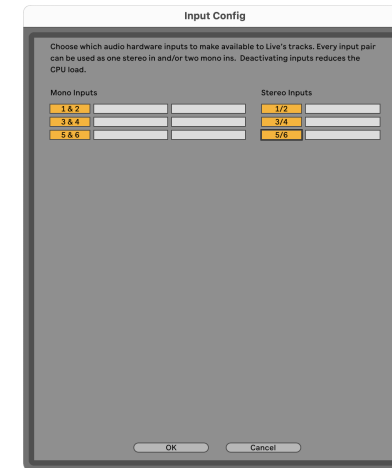 Input Config
Choose which audio hardware inputs to make available to Live's tracks. Every input pair
can be used as one stereo in and/or two mono ins. Deactivating inputs reduces the
CPU load.
Mono Inputs Stereo Inputs
1 & 2 1/2
3 & 4 3/4
5 & 6 5/6
OK Cancel